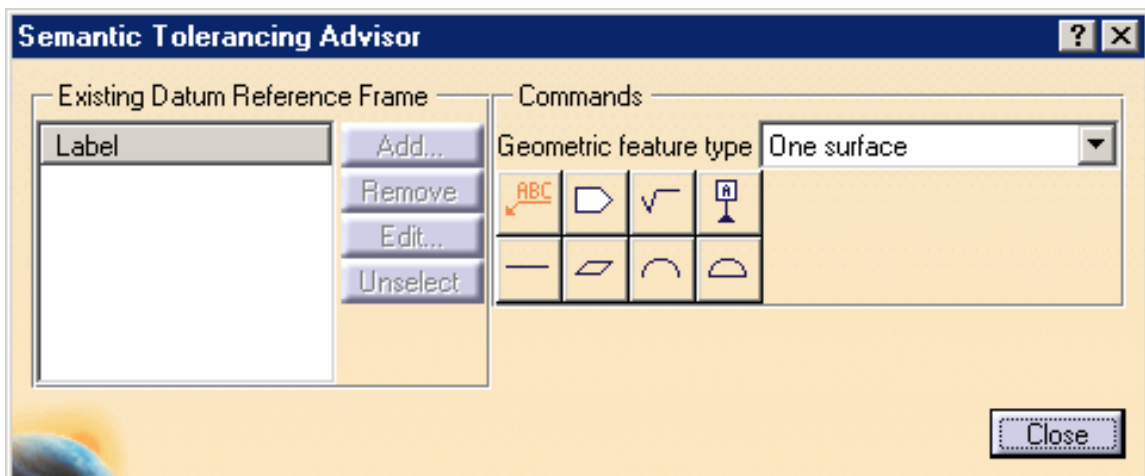 Semantic Tolerancing Advisor ? X
Existing Datum Reference Frame
Label
Add...
Remove
Edit...
Unselect
Commands
Geometric feature type One surface
ABC A
Close